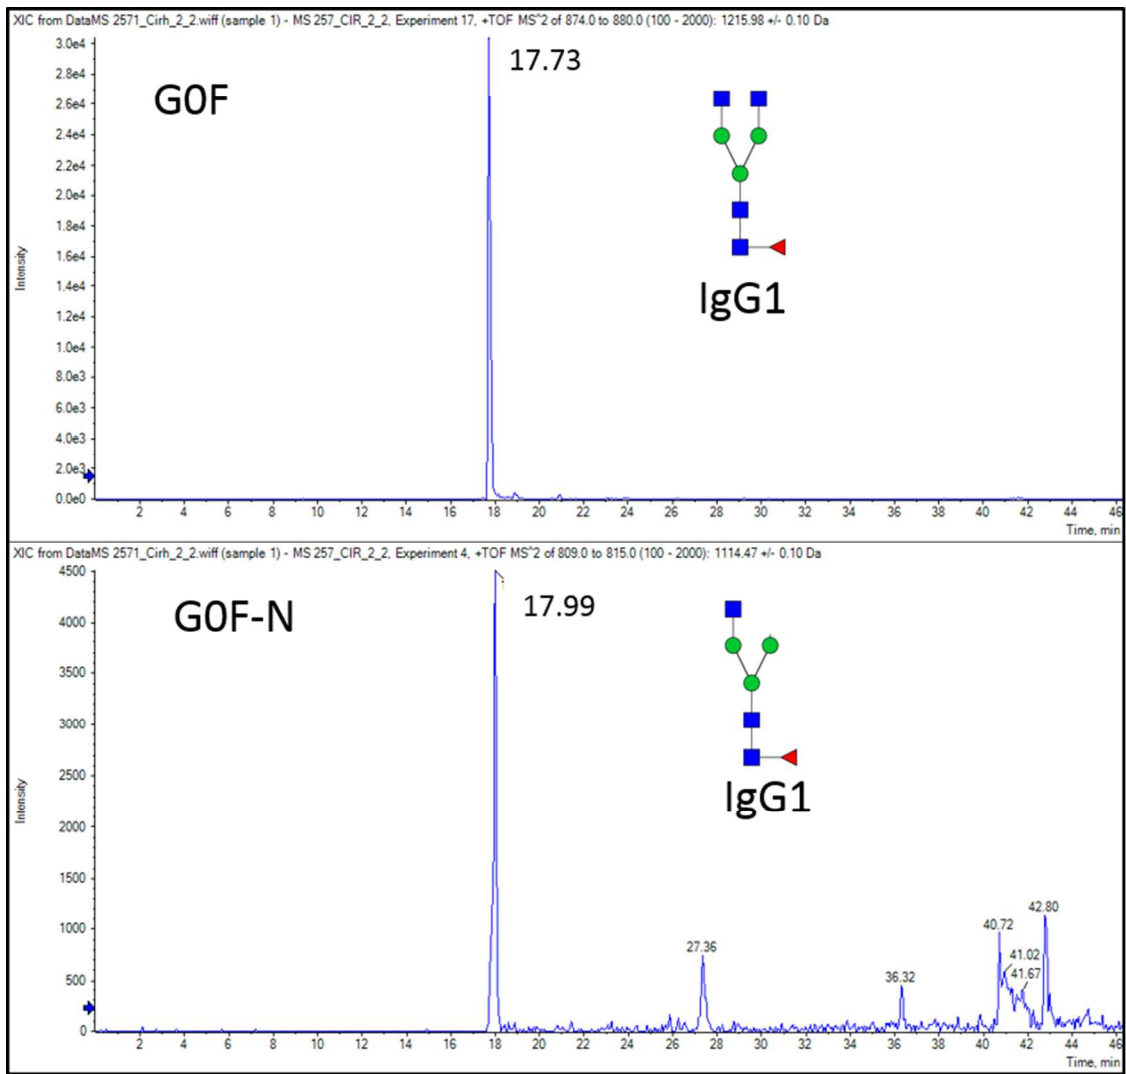 XIC from DataMS 2571_Cirh_2_2.wiff (sample 1) - MS 257_CIR_2_2, Experiment 17, +TOF MS^2 of 874.0 to 880.0 (100 - 2000): 1215.98 +/- 0.10 Da
G0F
17.73
IgG1
Intensity
3.0e4
2.8e4
2.6e4
2.4e4
2.2e4
2.0e4
1.8e4
1.6e4
1.4e4
1.2e4
1.0e4
8.0e3
6.0e3
4.0e3
2.0e3
0.0e0
2 4 6 8 10 12 14 16 18 20 22 24 26 28 30 32 34 36 38 40 42 44 46
Time, min
XIC from DataMS 2571_Cirh_2_2.wiff (sample 1) - MS 257_CIR_2_2, Experiment 4, +TOF MS^2 of 809.0 to 815.0 (100 - 2000): 1114.47 +/- 0.10 Da
G0F-N
17.99
IgG1
Intensity
4500
4000
3500
3000
2500
2000
1500
1000
500
0
27.36
36.32
40.72
41.02
41.67
42.80
2 4 6 8 10 12 14 16 18 20 22 24 26 28 30 32 34 36 38 40 42 44 46
Time, min